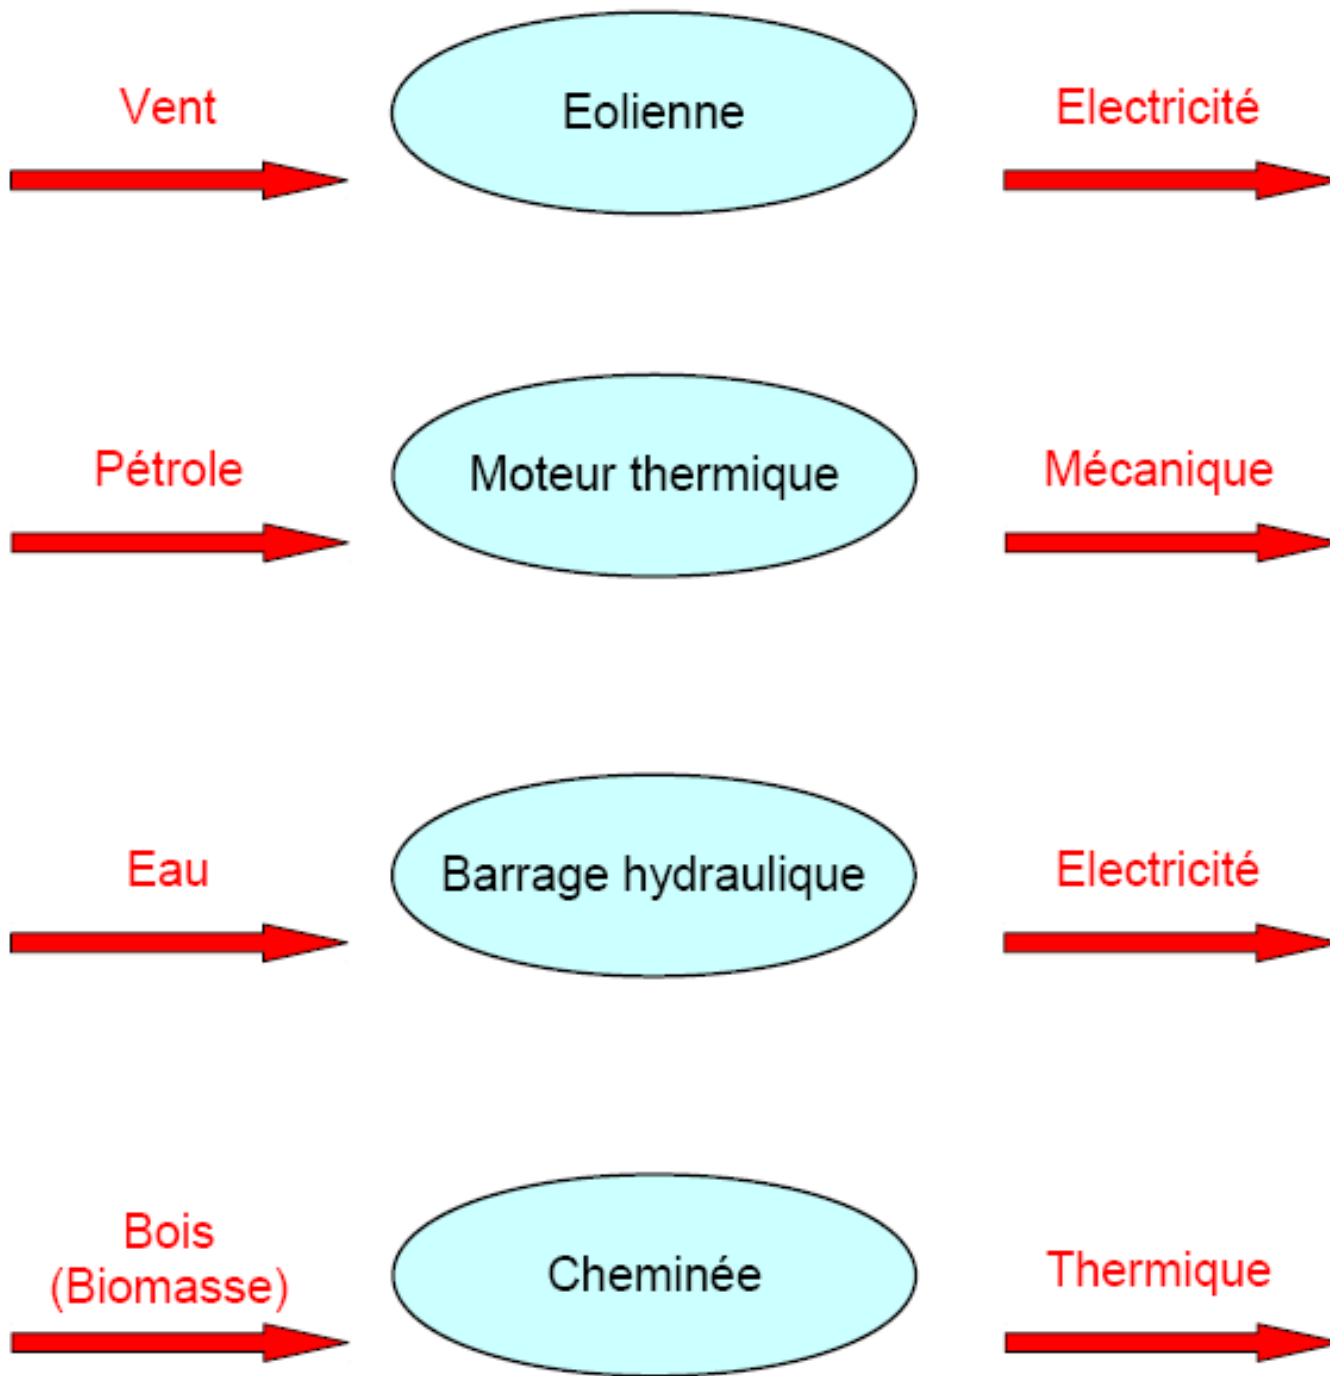 Vent
Eolienne
Electricité
Pétrole
Moteur thermique
Mécanique
Eau
Barrage hydraulique
Electricité
Bois
(Biomasse)
Cheminée
Thermique